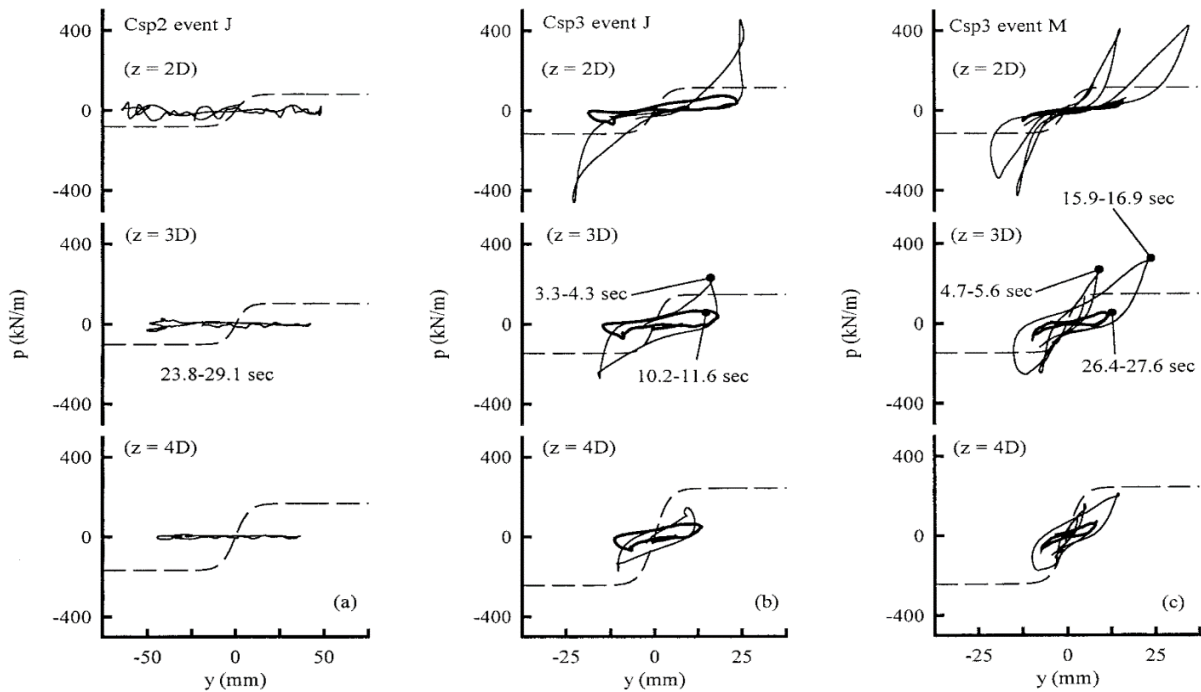 Csp2 event J
(z = 2D)
400
0
-400
(z = 3D)
400
0
-400
23.8-29.1 sec
(z = 4D)
400
0
-400
(a)
p (kN/m)
-50
0
50
y (mm)
Csp3 event J
(z = 2D)
400
0
-400
(z = 3D)
400
0
-400
3.3-4.3 sec
10.2-11.6 sec
(z = 4D)
400
0
-400
(b)
p (kN/m)
-25
0
25
y (mm)
Csp3 event M
(z = 2D)
400
0
-400
15.9-16.9 sec
(z = 3D)
400
0
-400
4.7-5.6 sec
26.4-27.6 sec
(z = 4D)
400
0
-400
(c)
p (kN/m)
-25
0
25
y (mm)